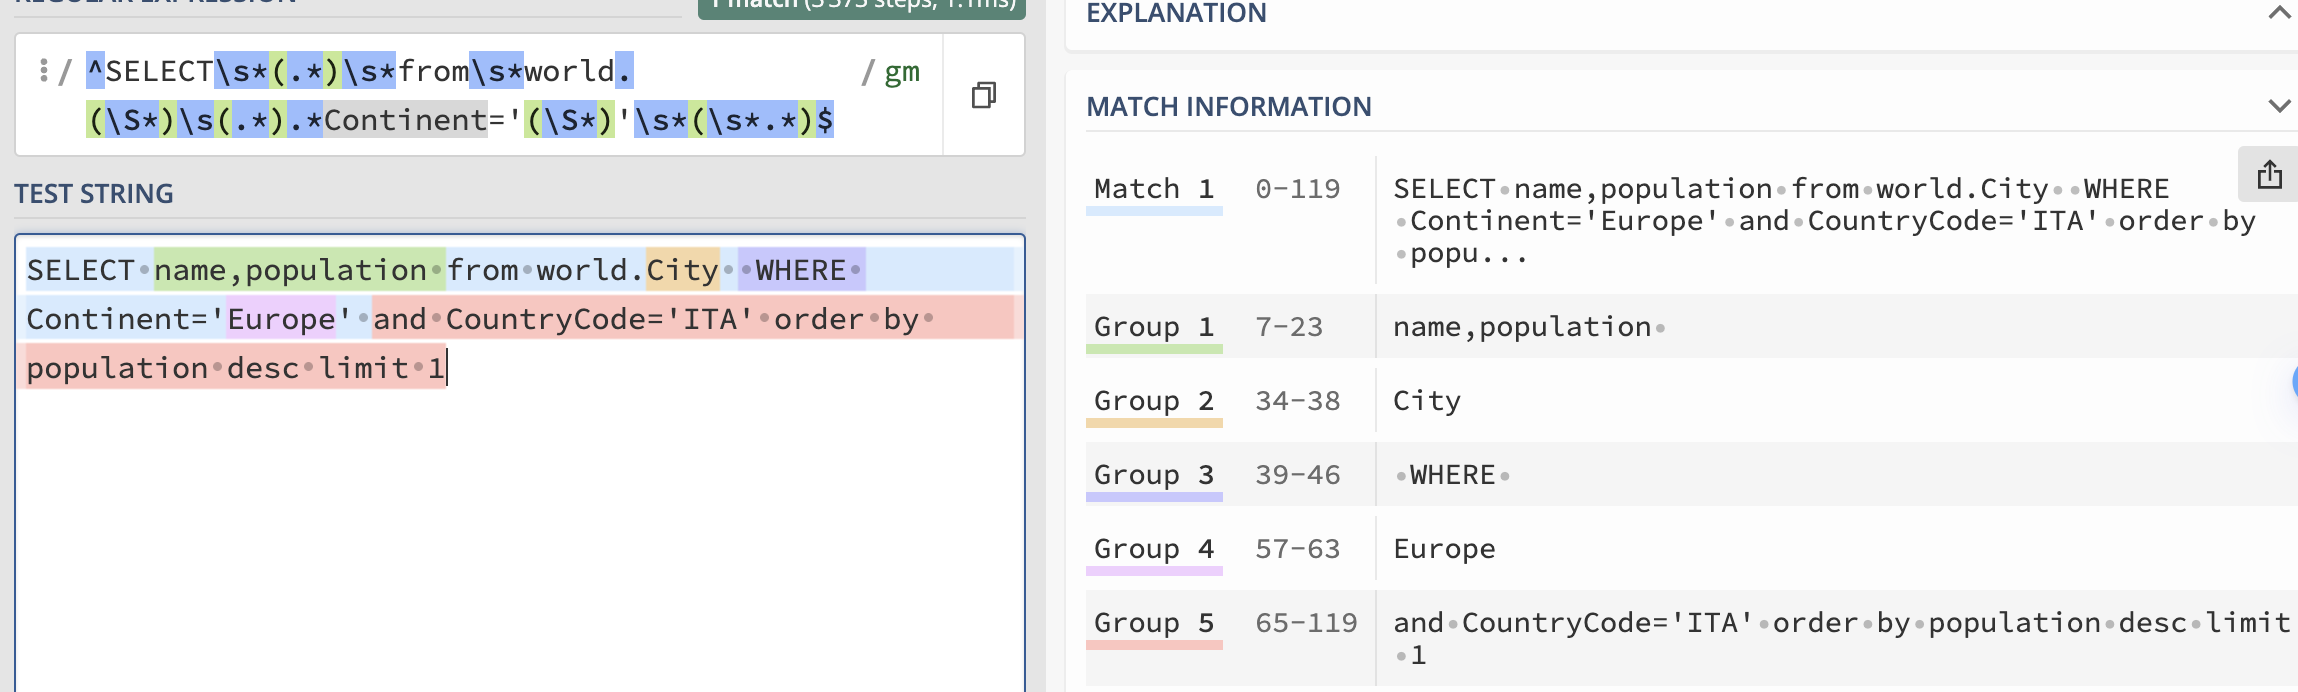 REGULAR EXPRESSION
1 match (5 373 steps, 1.1ms)
/ ^SELECT\s*(.*)\s*from\s*world. / gm
(\S*)\s(.*).*Continent='(\S*)'\s*(\s*.*)$
TEST STRING
SELECT·name,population·from·world.City··WHERE·
Continent='Europe'·and·CountryCode='ITA'·order·by·
population·desc·limit·1
EXPLANATION
MATCH INFORMATION
Match 1 0-119 SELECT·name,population·from·world.City··WHERE
·Continent='Europe'·and·CountryCode='ITA'·order·by
·popu...
Group 1 7-23 name,population·
Group 2 34-38 City
Group 3 39-46 ·WHERE·
Group 4 57-63 Europe
Group 5 65-119 and·CountryCode='ITA'·order·by·population·desc·limit
·1